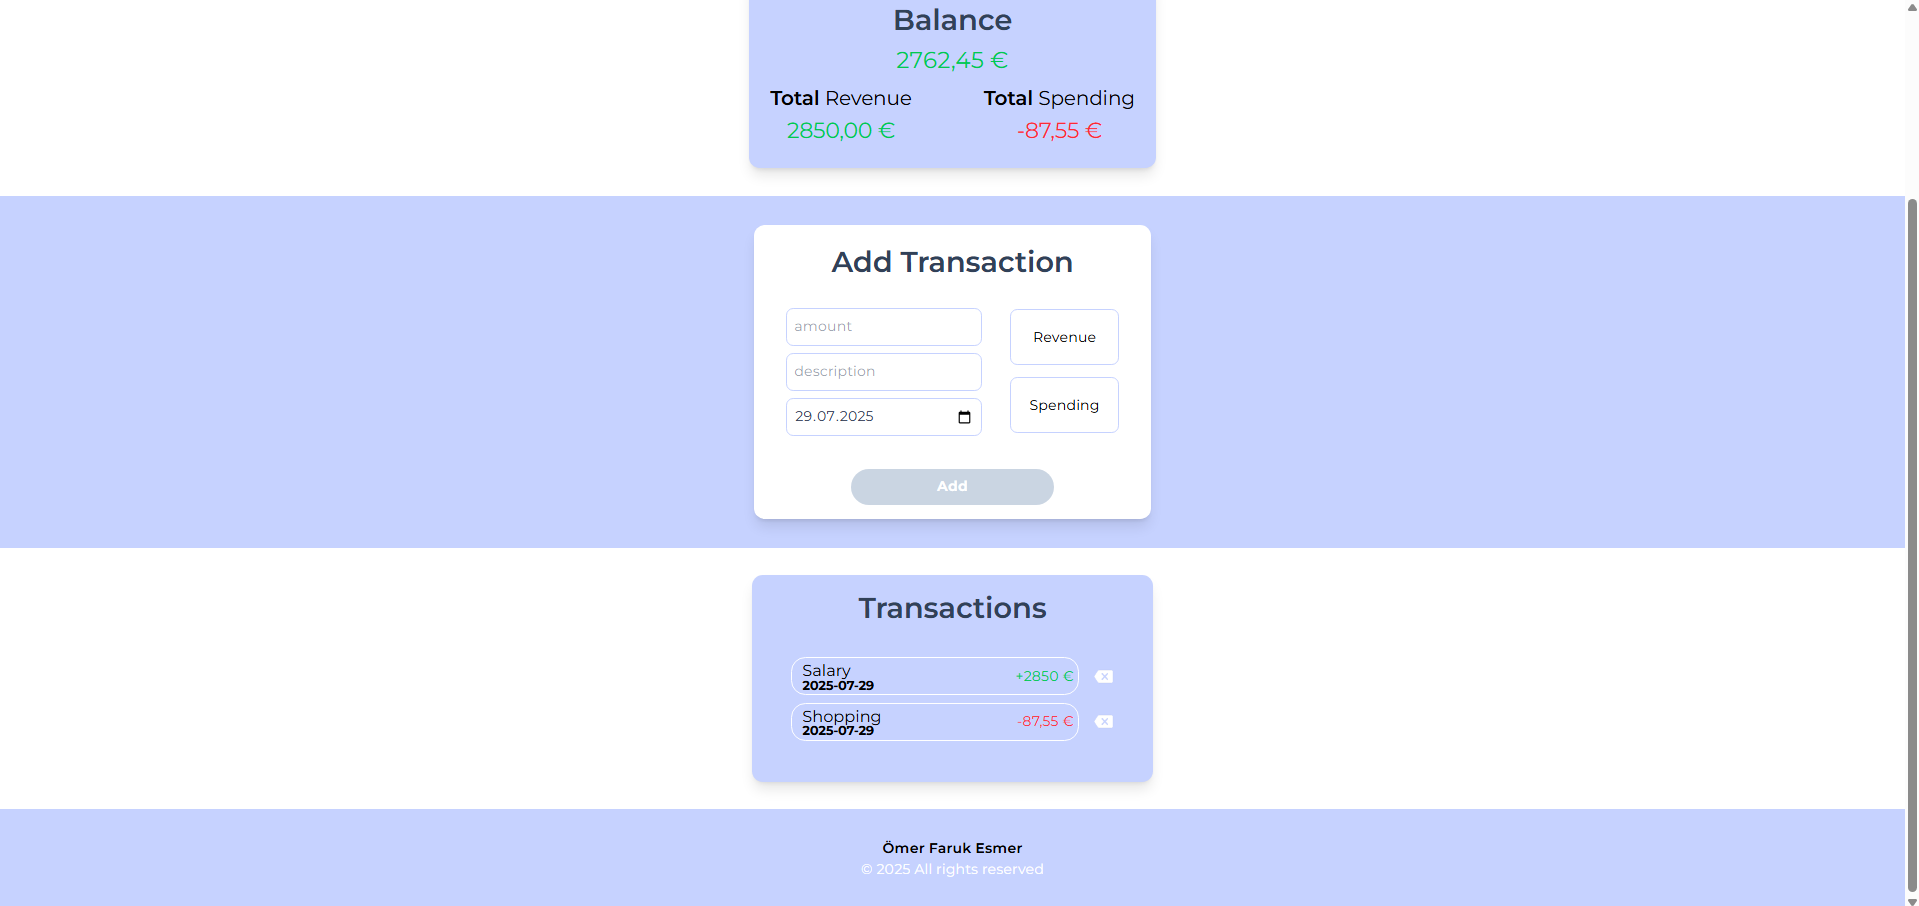 Balance
2762,45 €
Total Revenue
2850,00 €
Total Spending
-87,55 €
Add Transaction
amount
description
29.07.2025
Revenue
Spending
Add
Transactions
Salary
2025-07-29
+2850 €
Shopping
2025-07-29
-87,55 €
Ömer Faruk Esmer
© 2025 All rights reserved